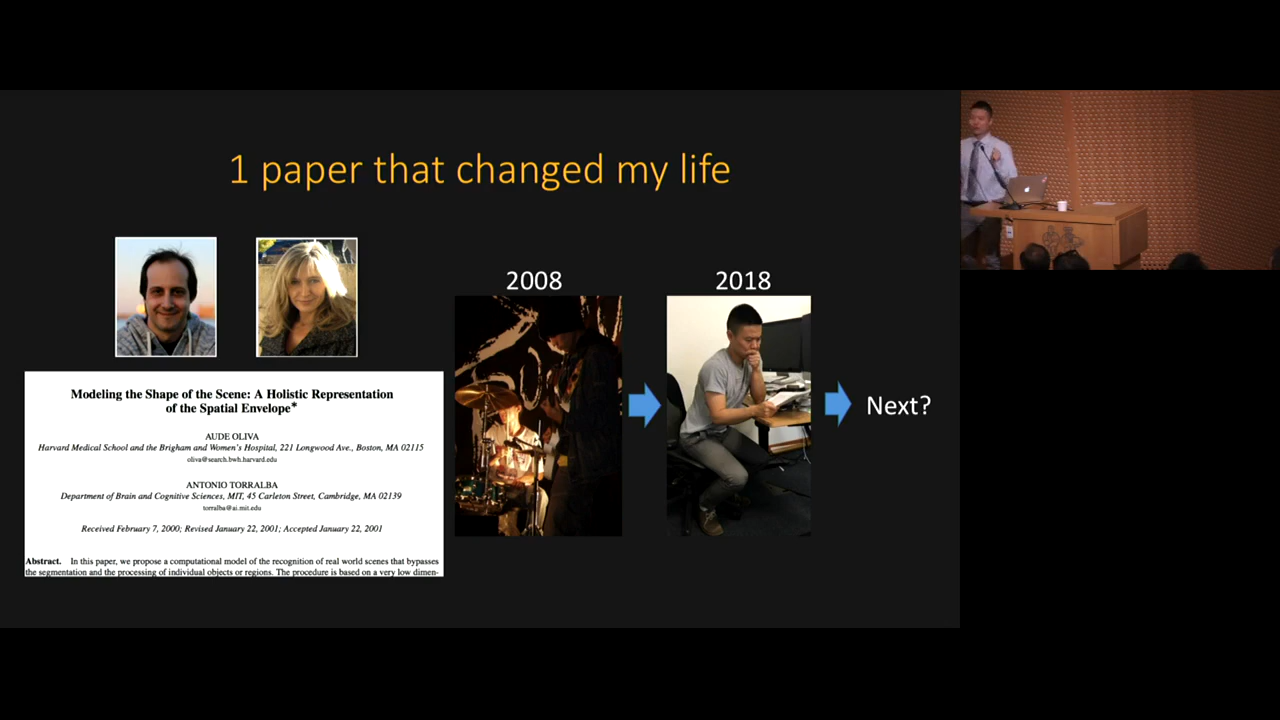 1 paper that changed my life
2008
2018
Next?
Modeling the Shape of the Scene: A Holistic Representation
of the Spatial Envelope*
AUDE OLIVA
Harvard Medical School and the Brigham and Women's Hospital, 221 Longwood Ave., Boston, MA 02115
oliva@search.bwh.harvard.edu
ANTONIO TORRALBA
Department of Brain and Cognitive Sciences, MIT, 45 Carleton Street, Cambridge, MA 02139
torralba@ai.mit.edu
Received February 7, 2000; Revised January 22, 2001; Accepted January 22, 2001
Abstract. In this paper, we propose a computational model of the recognition of real world scenes that bypasses
the segmentation and the processing of individual objects or regions. The procedure is based on a very low dimen-